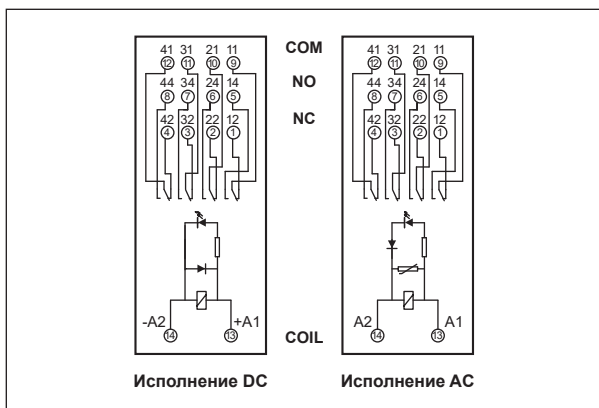 41 31 21 11 COM 41 31 21 11
12 11 10 9 12 11 10 9
44 34 24 14 NO 44 34 24 14
8 7 6 5 8 7 6 5
42 32 22 12 NC 42 32 22 12
4 3 2 1 4 3 2 1
-A2 +A1 A2 A1
14 13 COIL 14 13
Исполнение DC Исполнение AC